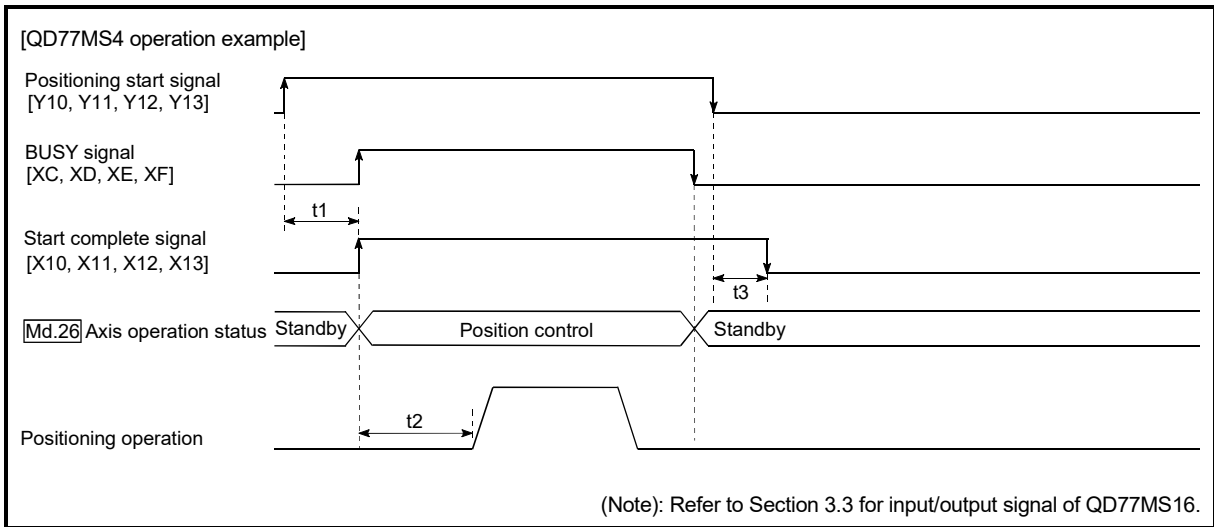 [QD77MS4 operation example]
Positioning start signal
[Y10, Y11, Y12, Y13]
BUSY signal
[XC, XD, XE, XF]
t1
Start complete signal
[X10, X11, X12, X13]
t3
Md.26 Axis operation status Standby Position control Standby
t2
Positioning operation
(Note): Refer to Section 3.3 for input/output signal of QD77MS16.